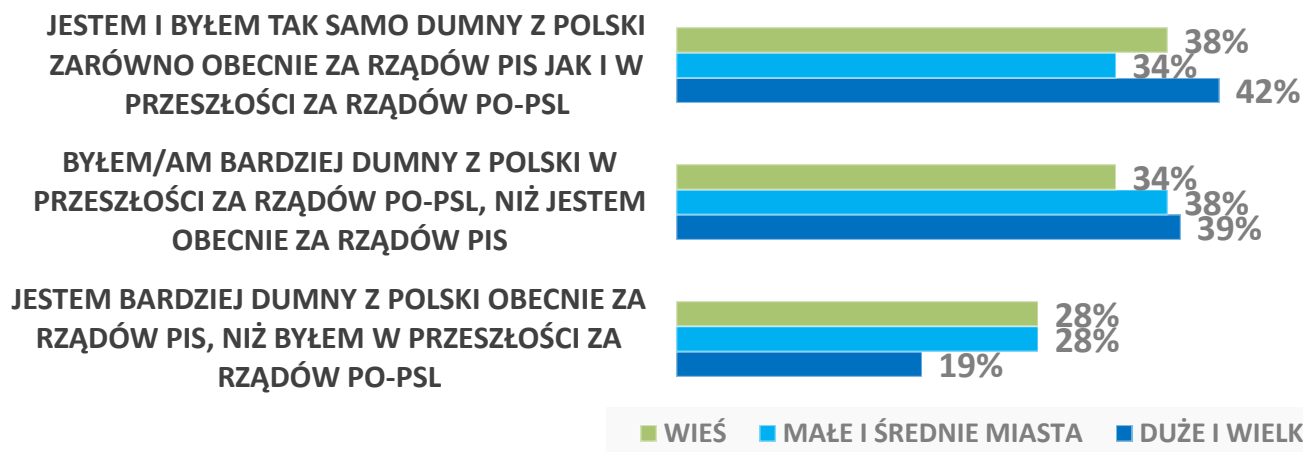 JESTEM I BYŁEM TAK SAMO DUMNY Z POLSKI
ZARÓWNO OBECNIE ZA RZĄDÓW PIS JAK I W
PRZESZŁOŚCI ZA RZĄDÓW PO-PSL
38%
34%
42%
BYŁEM/AM BARDZIEJ DUMNY Z POLSKI W
PRZESZŁOŚCI ZA RZĄDÓW PO-PSL, NIŻ JESTEM
OBECNIE ZA RZĄDÓW PIS
34%
38%
39%
JESTEM BARDZIEJ DUMNY Z POLSKI OBECNIE ZA
RZĄDÓW PIS, NIŻ BYŁEM W PRZESZŁOŚCI ZA
RZĄDÓW PO-PSL
28%
28%
19%
WIEŚ MAŁE I ŚREDNIE MIASTA DUŻE I WIELK